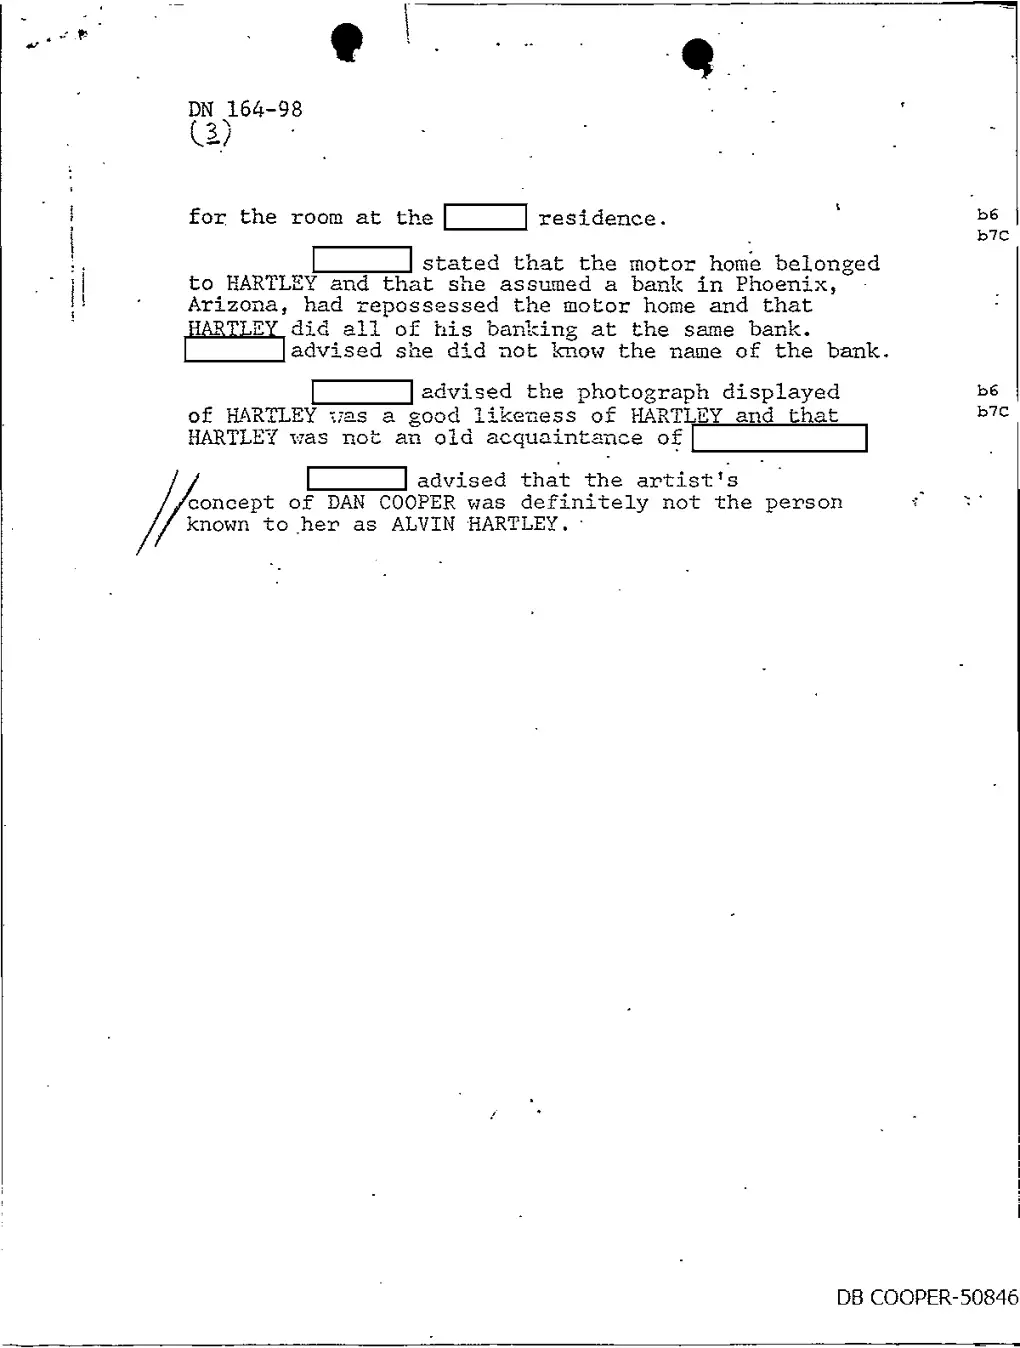 DN 164-98
(3)
for the room at the residence.
b6
b7C
stated that the motor home belonged
to HARTLEY and that she assumed a bank in Phoenix,
Arizona, had repossessed the motor home and that
HARTLEY did all of his banking at the same bank.
advised she did not know the name of the bank.
advised the photograph displayed
b6
of HARTLEY was a good likeness of HARTLEY and that
b7C
HARTLEY was not an old acquaintance of
advised that the artist's
concept of DAN COOPER was definitely not the person
known to her as ALVIN HARTLEY.
DB COOPER-50846